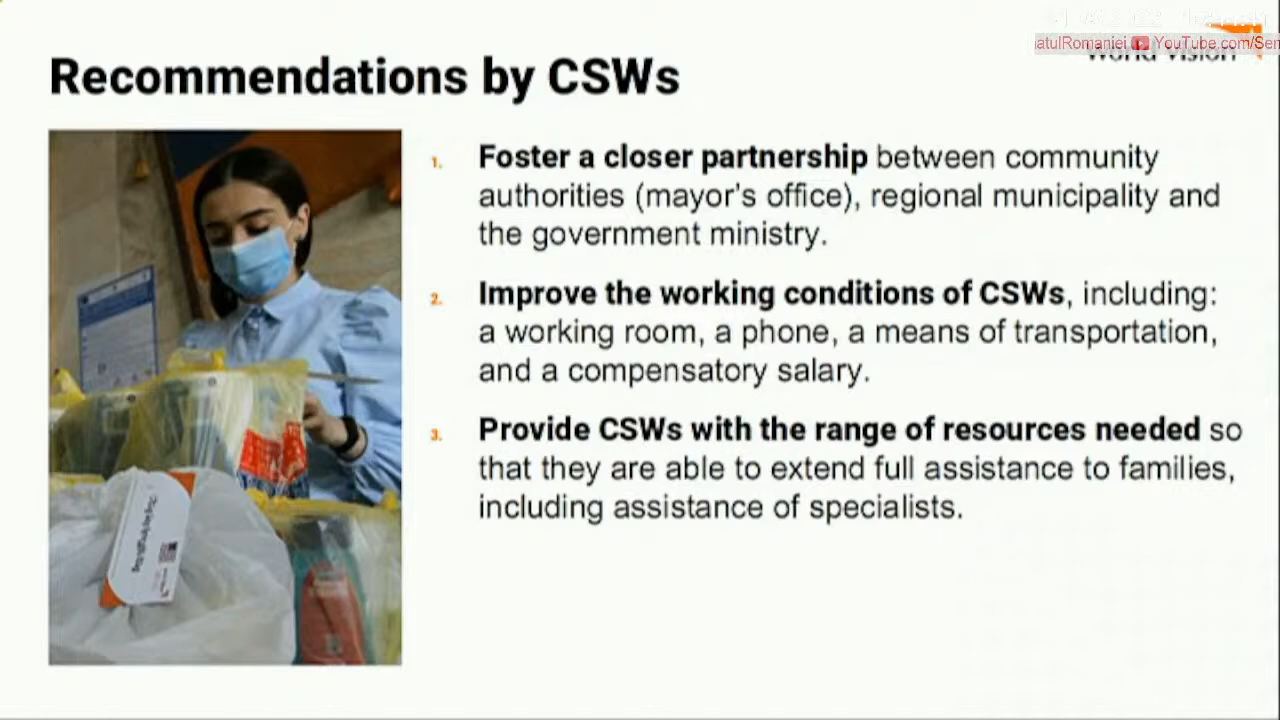 iatulRomaniei YouTube.com/Sen
World Vision
Recommendations by CSWs
1. Foster a closer partnership between community
authorities (mayor's office), regional municipality and
the government ministry.
2. Improve the working conditions of CSWs, including:
a working room, a phone, a means of transportation,
and a compensatory salary.
3. Provide CSWs with the range of resources needed so
that they are able to extend full assistance to families,
including assistance of specialists.